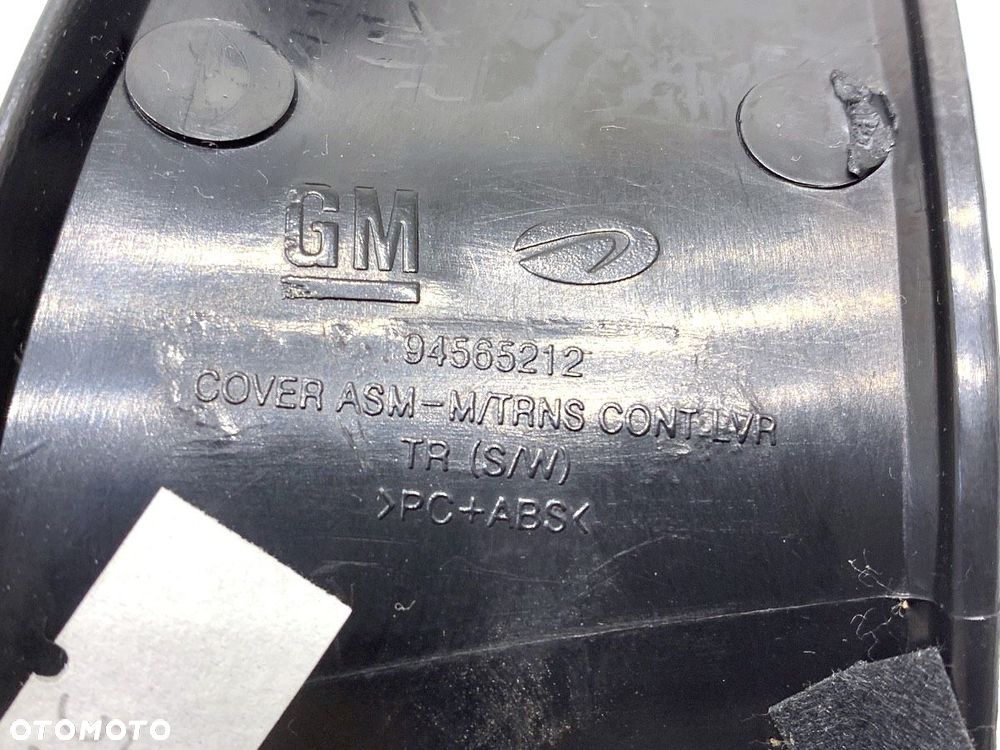 GM
94565212
COVER ASM-M/TRNS CONT.LVR
TR (S/W)
>PC+ABS<
OTOMOTO